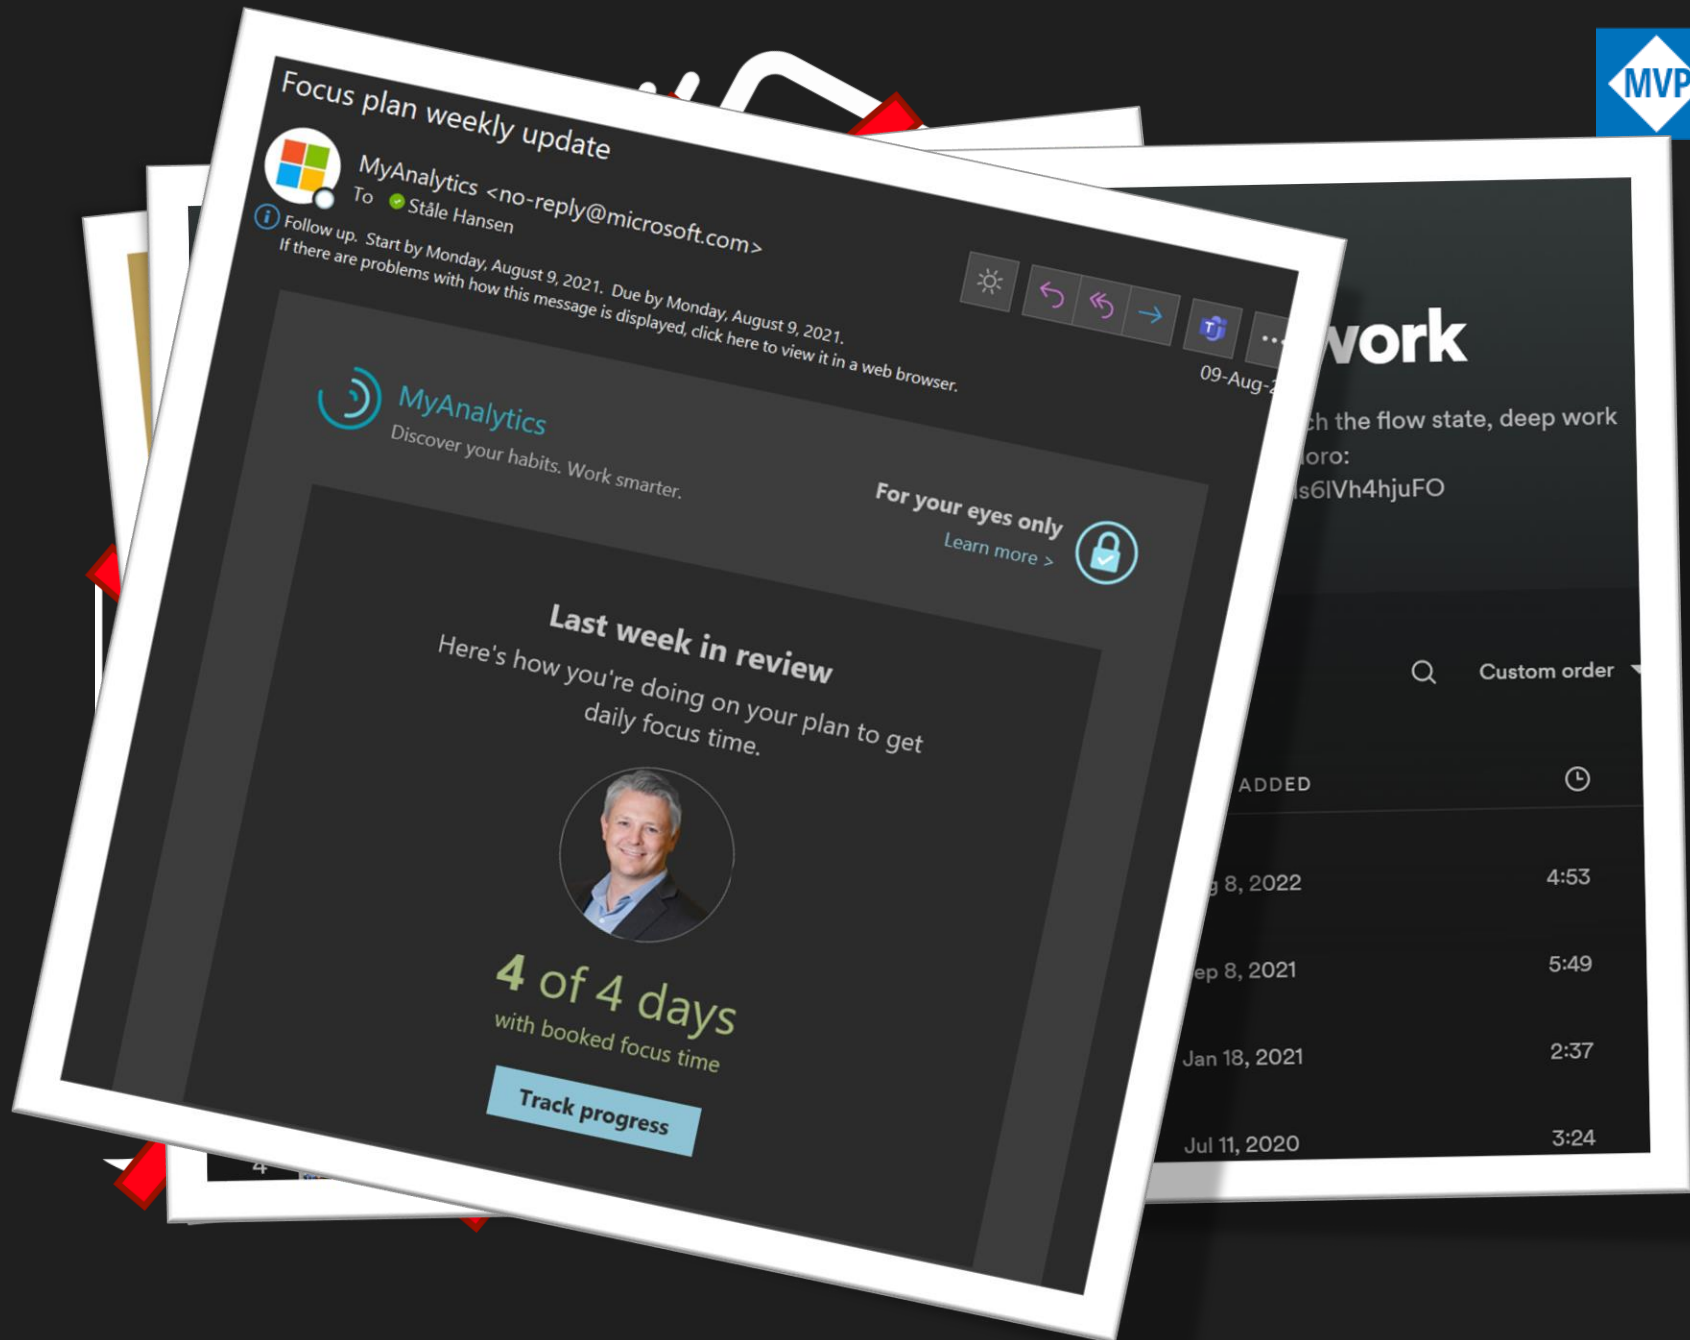 MVP
Focus plan weekly update
MyAnalytics <no-reply@microsoft.com>
To Ståle Hansen
Follow up. Start by Monday, August 9, 2021. Due by Monday, August 9, 2021.
If there are problems with how this message is displayed, click here to view it in a web browser.
09-Aug-2
MyAnalytics
Discover your habits. Work smarter.
For your eyes only
Learn more >
Last week in review
Here's how you're doing on your plan to get
daily focus time.
4 of 4 days
with booked focus time
Track progress
work
ch the flow state, deep work
oro:
s6IVh4hjuFO
Custom order
ADDED
g 8, 2022 4:53
ep 8, 2021 5:49
Jan 18, 2021 2:37
Jul 11, 2020 3:24
4